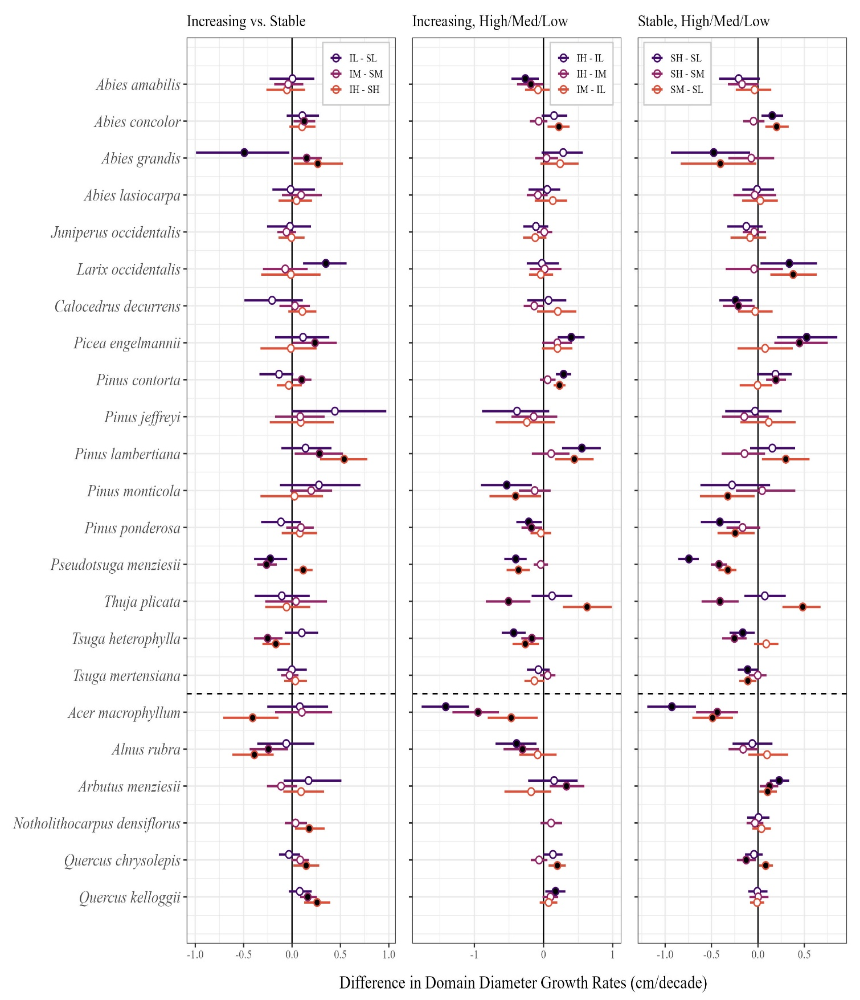 Increasing vs. Stable
Increasing, High/Med/Low
Stable, High/Med/Low
IL - SL
IM - SM
IH - SH
IH - IL
IH - IM
IM - IL
SH - SL
SH - SM
SM - SL
Abies amabilis
Abies concolor
Abies grandis
Abies lasiocarpa
Juniperus occidentalis
Larix occidentalis
Calocedrus decurrens
Picea engelmannii
Pinus contorta
Pinus jeffreyi
Pinus lambertiana
Pinus monticola
Pinus ponderosa
Pseudotsuga menziesii
Thuja plicata
Tsuga heterophylla
Tsuga mertensiana
Acer macrophyllum
Alnus rubra
Arbutus menziesii
Notholithocarpus densiflorus
Quercus chrysolepis
Quercus kelloggii
-1.0 -0.5 0.0 0.5 1.0
-1 0 1
-1.0 -0.5 0.0 0.5
Difference in Domain Diameter Growth Rates (cm/decade)